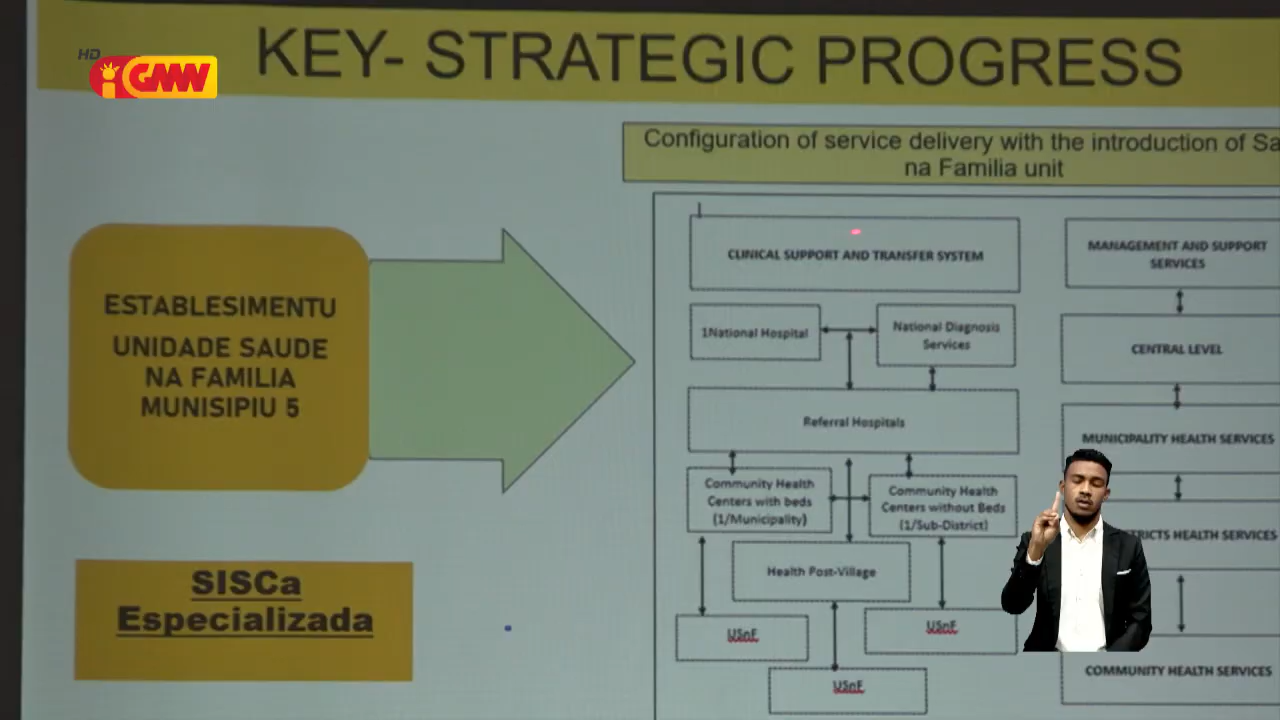 HD
GMN
KEY- STRATEGIC PROGRESS
Configuration of service delivery with the introduction of
na Familia unit
ESTABLESIMENTU
UNIDADE SAUDE
NA FAMILIA
MUNISIPIU 5
SISCa
Especializada
CLINICAL SUPPORT AND TRANSFER SYSTEM
1National Hospital
National Diagnosis
Services
Referral Hospitals
Community Health
Centers with beds
(1/Municipality)
Community Health
Centers without Beds
(1/Sub-District)
Health Post-Village
USnF
USnF
USnF
MANAGEMENT AND SUPPORT
SERVICES
CENTRAL LEVEL
MUNICIPALITY HEALTH SERVICES
HEALTH SERVICES
COMMUNITY HEALTH SERVICES